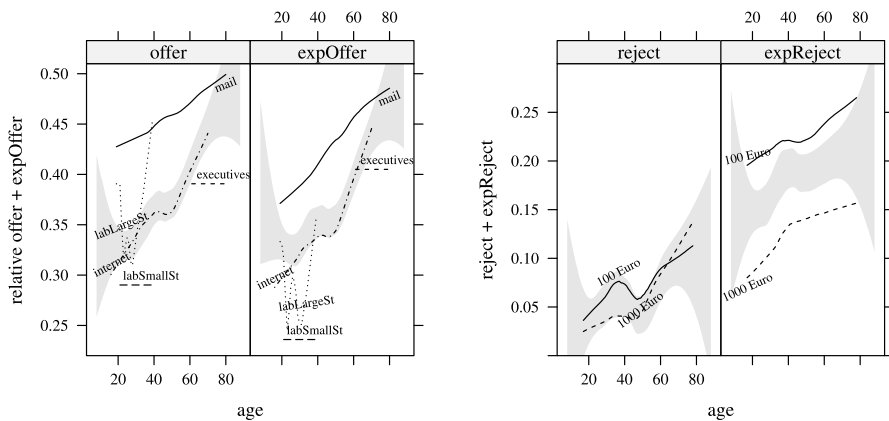 20 40 60 80
20 40 60 80
offer
expOffer
reject
expReject
relative offer + expOffer
0.50
0.45
0.40
0.35
0.30
0.25
mail
labLargeSt
internet
labSmallSt
executives
mail
executives
internet
labLargeSt
labSmallSt
reject + expReject
0.25
0.20
0.15
0.10
0.05
100 Euro
1000 Euro
100 Euro
1000 Euro
20 40 60 80
20 40 60 80
age
age